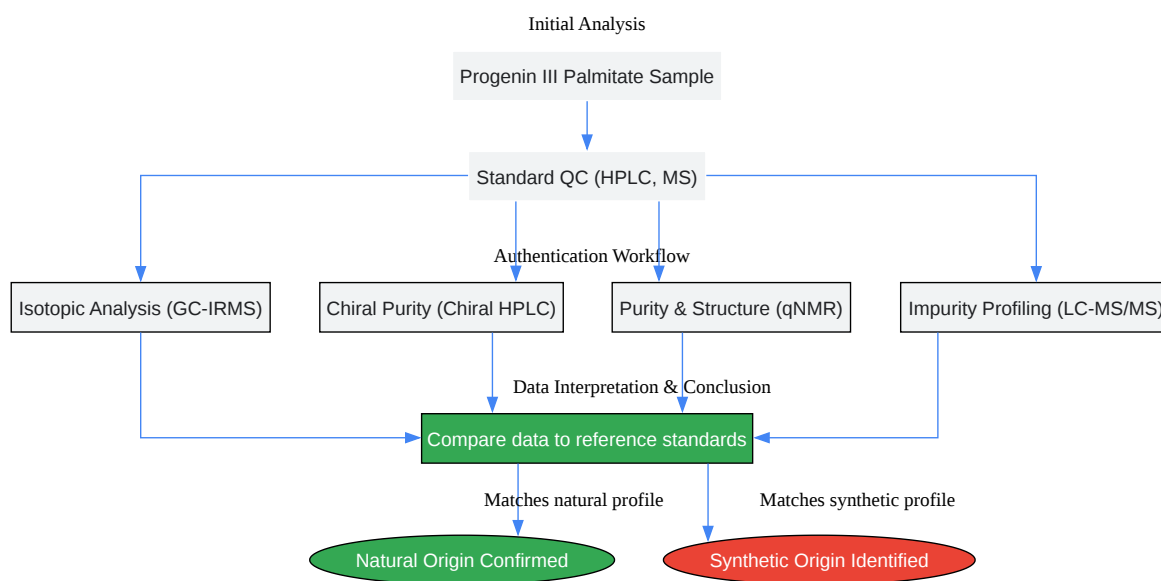 Initial Analysis
Progenin III Palmitate Sample
Standard QC (HPLC, MS)
Authentication Workflow
Isotopic Analysis (GC-IRMS)
Chiral Purity (Chiral HPLC)
Purity & Structure (qNMR)
Impurity Profiling (LC-MS/MS)
Data Interpretation & Conclusion
Compare data to reference standards
Matches natural profile
Matches synthetic profile
Natural Origin Confirmed
Synthetic Origin Identified